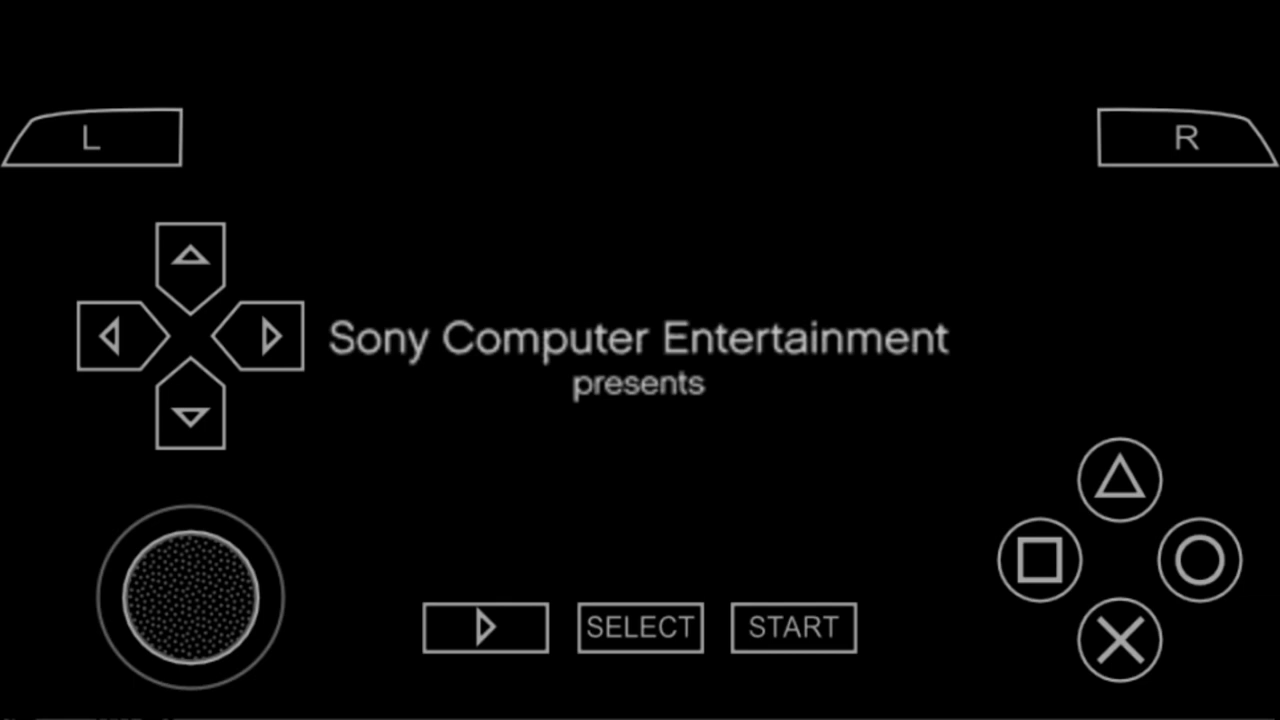 L
R
Sony Computer Entertainment
presents
SELECT
START